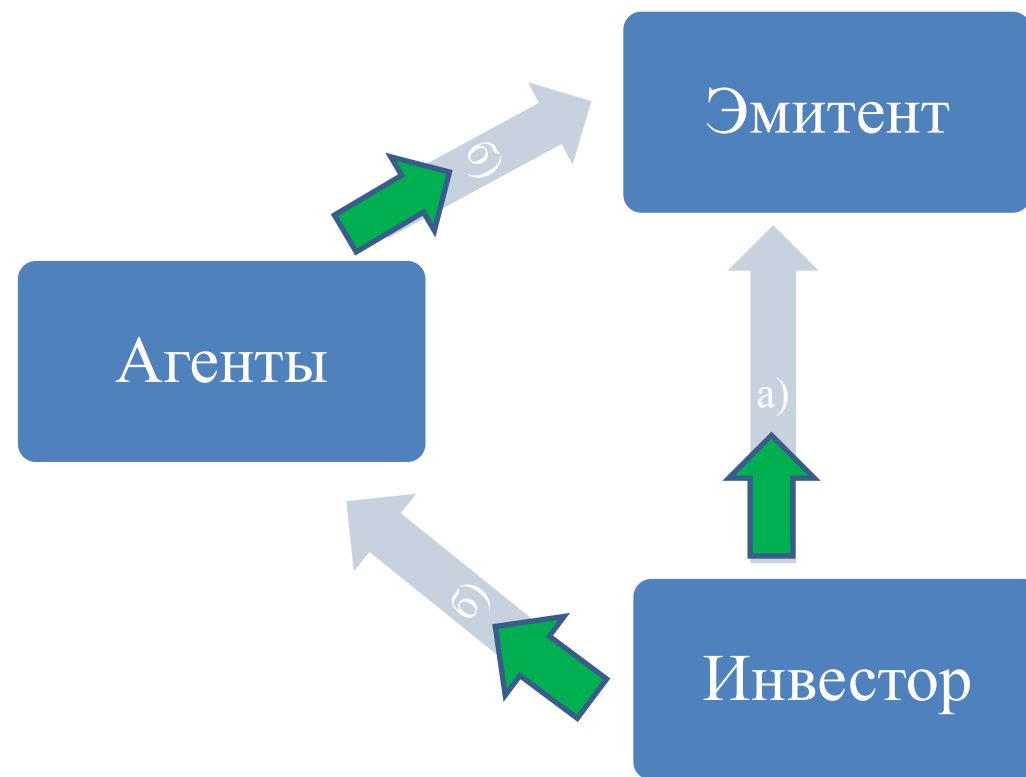 Эмитент
б)
Агенты
а)
б)
Инвестор